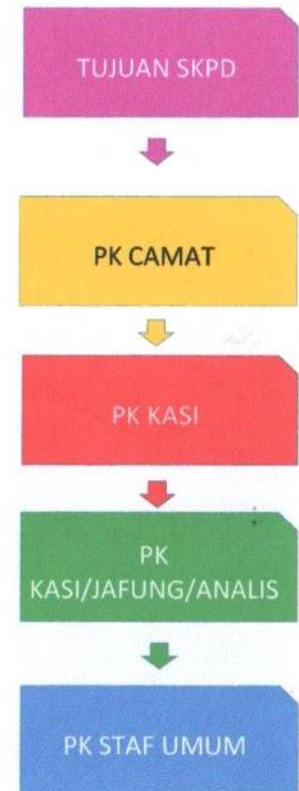 TUJUAN SKPD
PK CAMAT
PK KASI
PK
KASI/JAFUNG/ANALIS
PK STAF UMUM